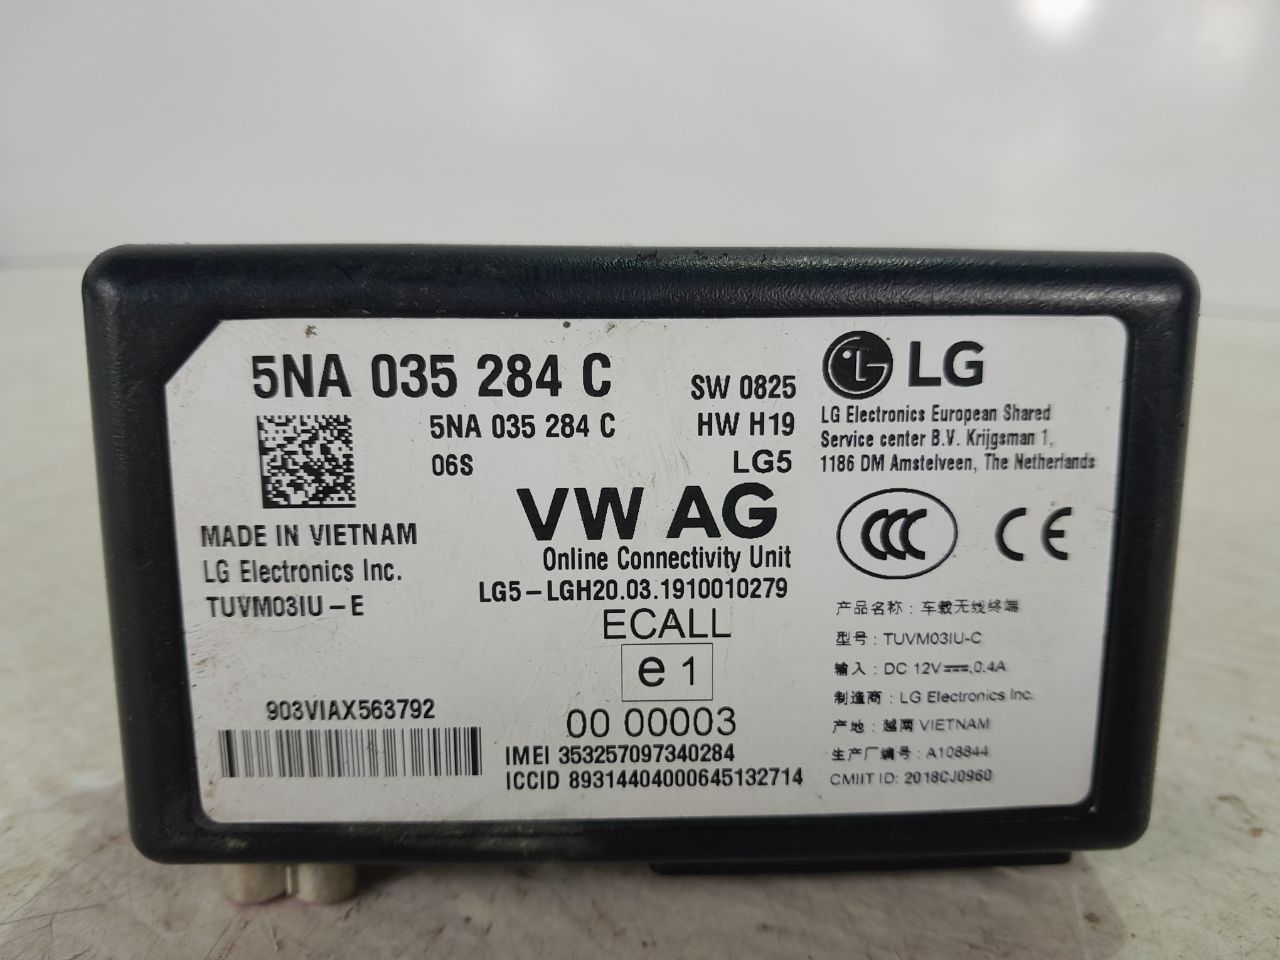 5NA 035 284 C
5NA 035 284 C
06S
SW 0825
HW H19
LG5
LG
LG Electronics European Shared
Service center B.V. Krijgsman 1,
1186 DM Amstelveen, The Netherlands
VW AG
Online Connectivity Unit
LG5-LGH20.03.1910010279
MADE IN VIETNAM
LG Electronics Inc.
TUVM03IU-E
ECALL
e1
00 00003
903VIAX563792
IMEI 353257097340284
ICCID 89314404000645132714
CCC
CE
产品名称: 车载无线终端
型号: TUVM03IU-C
输入: DC 12V⎓,0.4A
制造商: LG Electronics Inc.
产地: 越南 VIETNAM
生产厂编号: A108844
CMIIT ID: 2018CJ0960